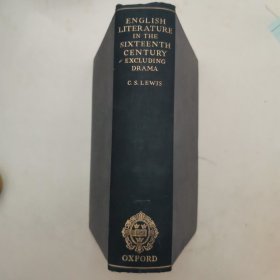 ENGLISH
LITERATURE
IN THE
SIXTEENTH
CENTURY
EXCLUDING
DRAMA
C. S. LEWIS
OXFORD